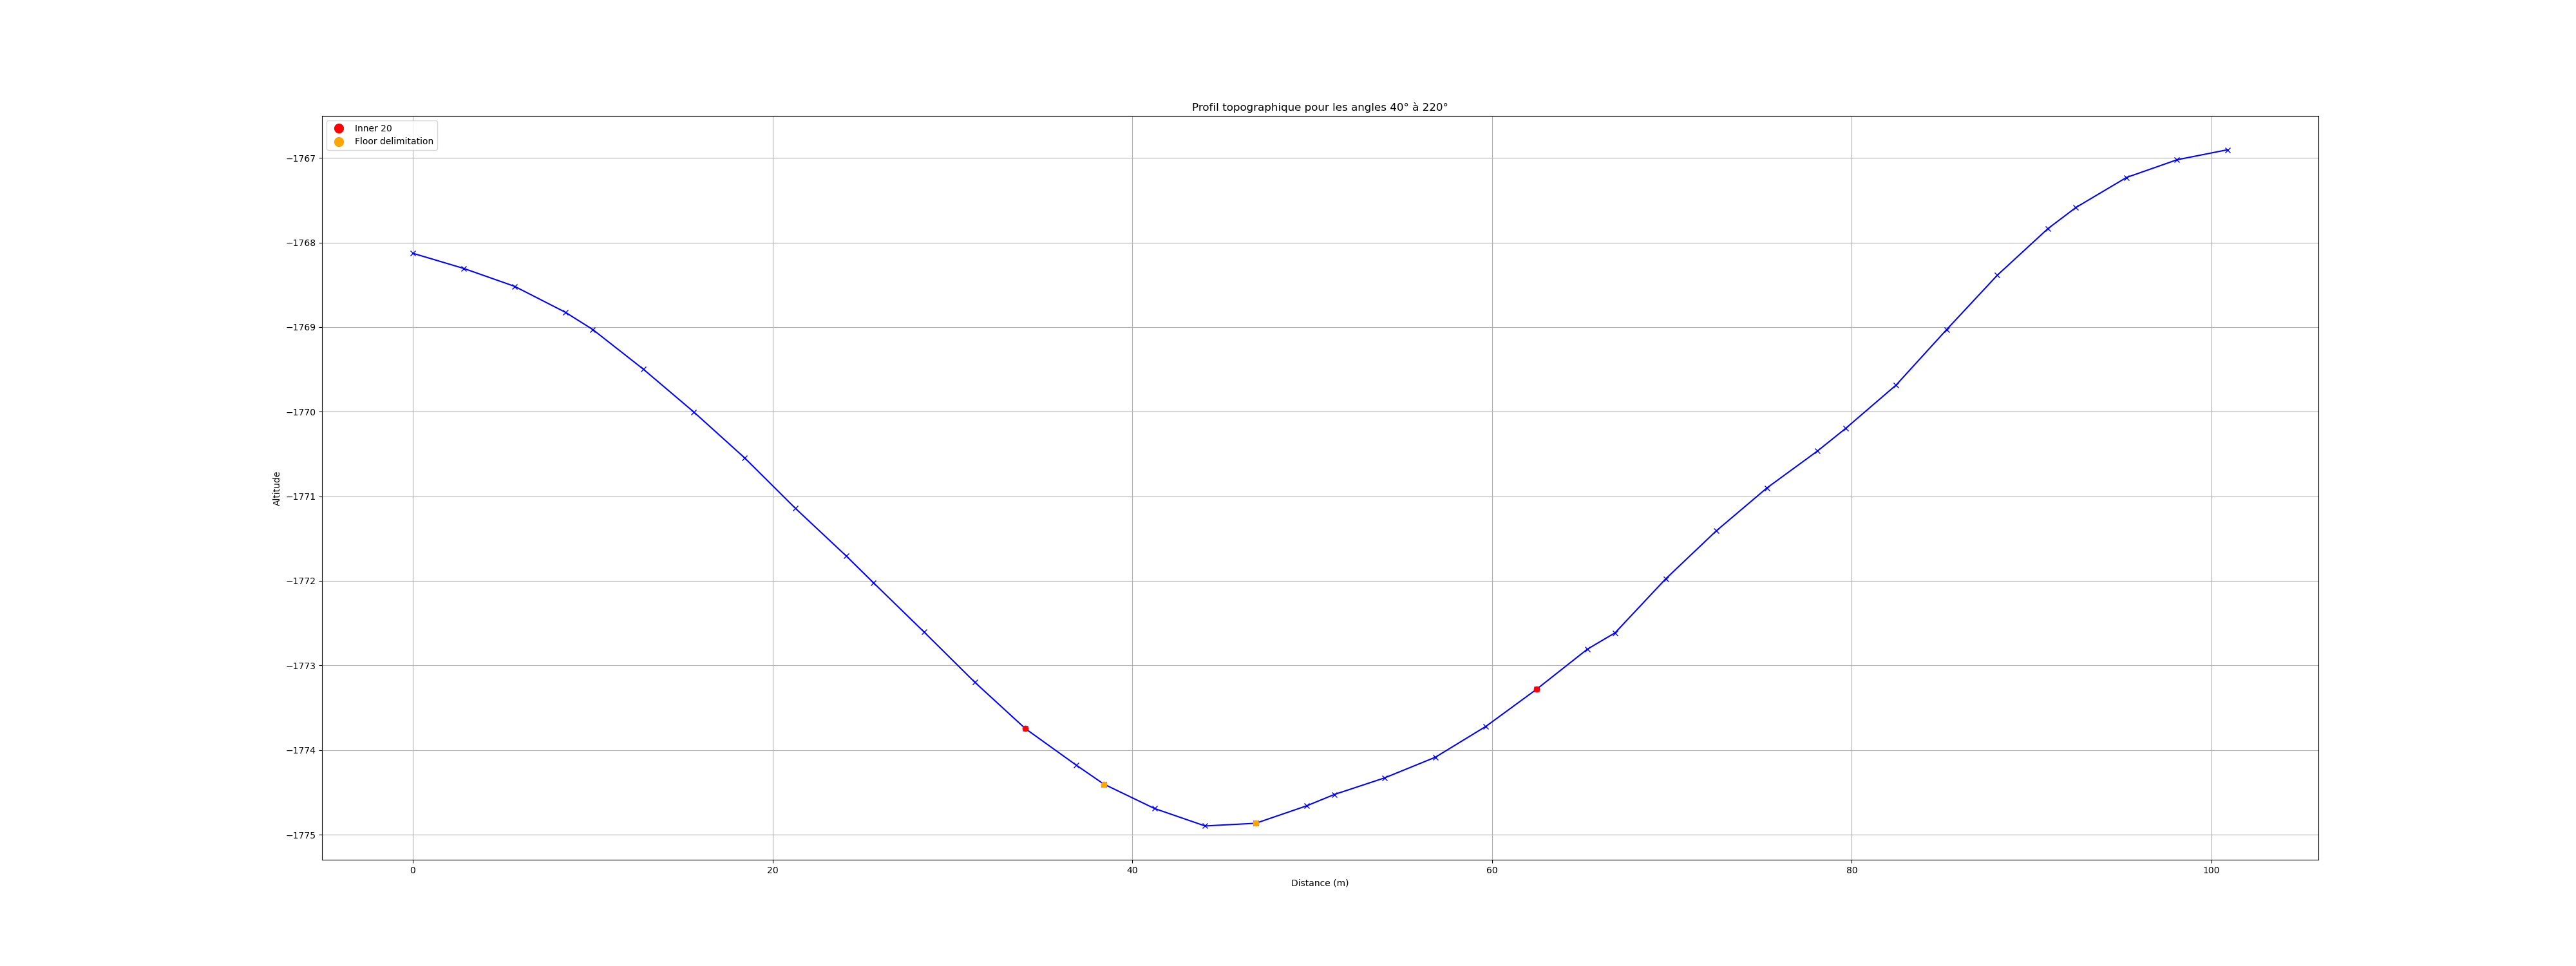 Profil topographique pour les angles 40° à 220°
Inner 20
Floor delimitation
−1767
−1768
−1769
−1770
−1771
−1772
−1773
−1774
−1775
Altitude
0 20 40 60 80 100
Distance (m)